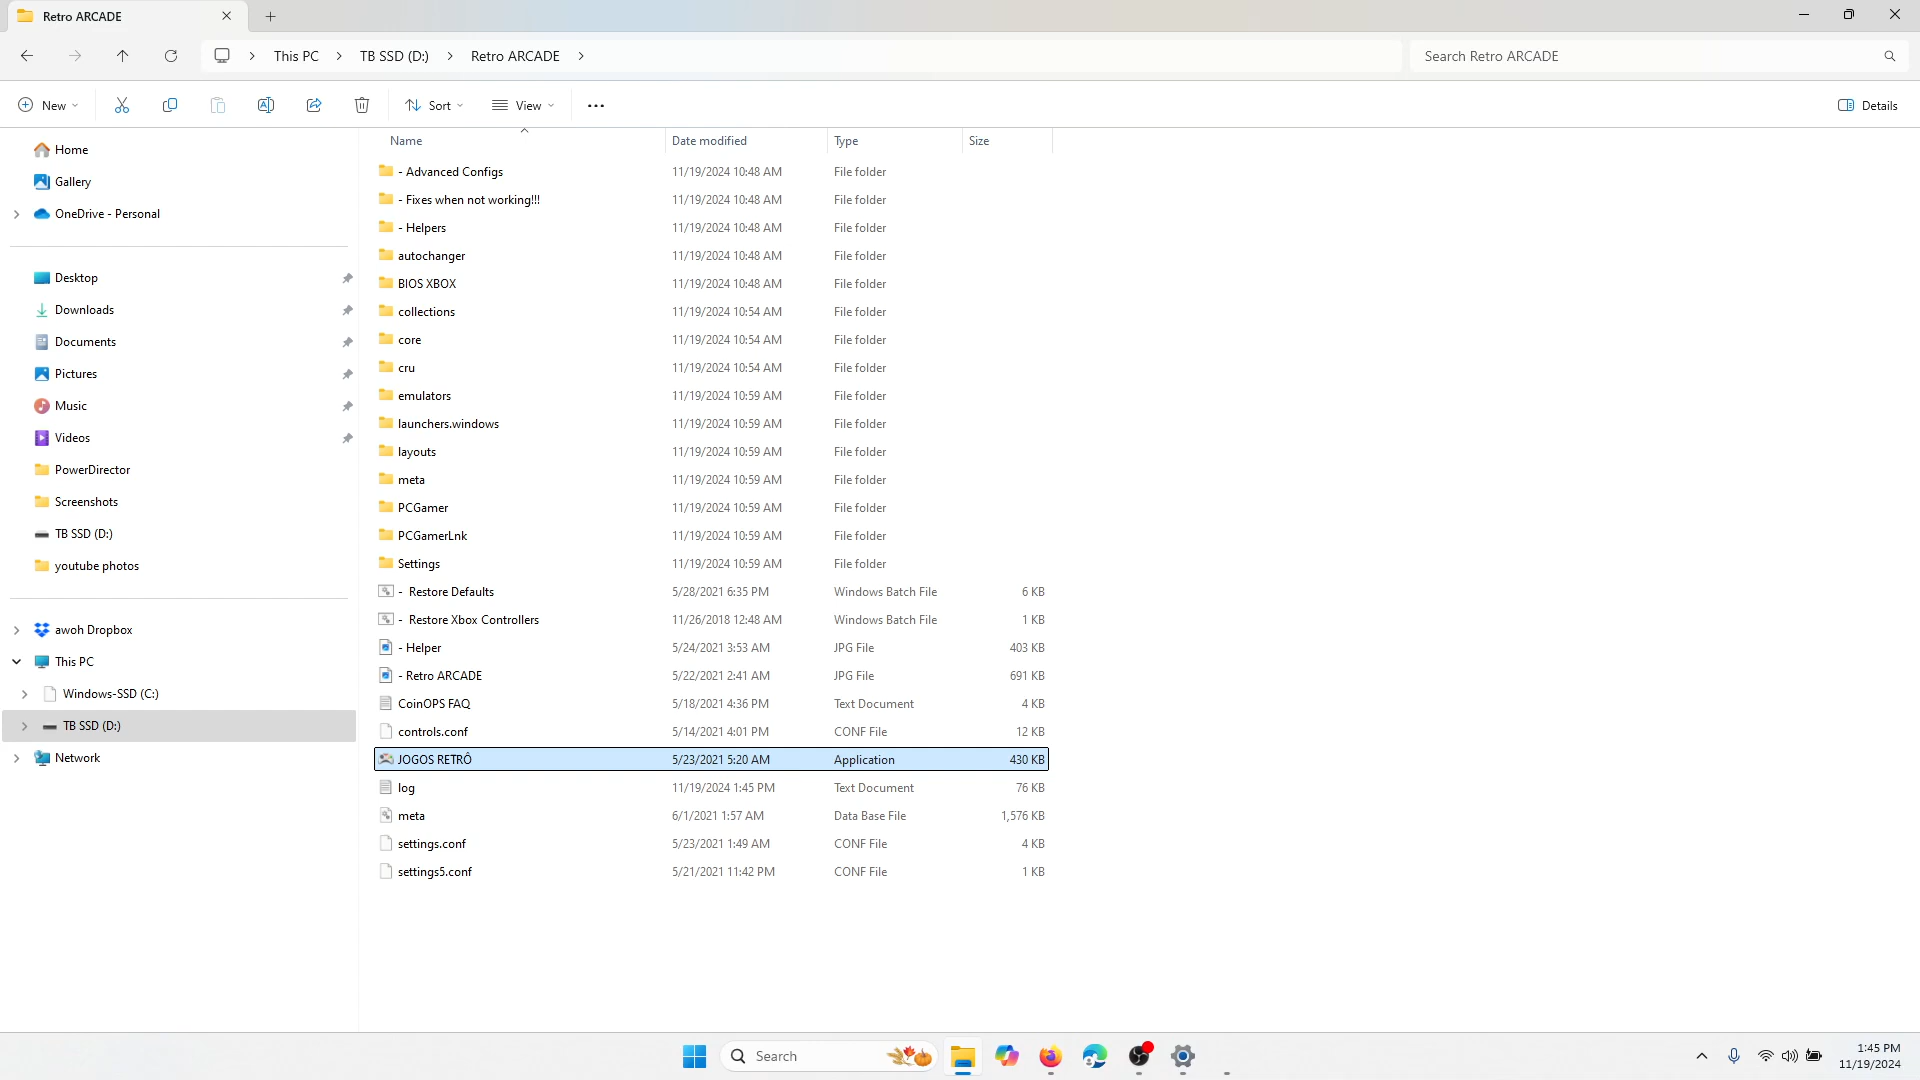 Retro ARCADE
This PC > TB SSD (D:) > Retro ARCADE >
Search Retro ARCADE
New
Sort
View
Details
Name
Date modified
Type
Size
Home
Gallery
OneDrive - Personal
Desktop
Downloads
Documents
Pictures
Music
Videos
PowerDirector
Screenshots
TB SSD (D:)
youtube photos
awoh Dropbox
This PC
Windows-SSD (C:)
TB SSD (D:)
Network
- Advanced Configs 11/19/2024 10:48 AM File folder
- Fixes when not working!!! 11/19/2024 10:48 AM File folder
- Helpers 11/19/2024 10:48 AM File folder
autochanger 11/19/2024 10:48 AM File folder
BIOS XBOX 11/19/2024 10:48 AM File folder
collections 11/19/2024 10:54 AM File folder
core 11/19/2024 10:54 AM File folder
cru 11/19/2024 10:54 AM File folder
emulators 11/19/2024 10:59 AM File folder
launchers.windows 11/19/2024 10:59 AM File folder
layouts 11/19/2024 10:59 AM File folder
meta 11/19/2024 10:59 AM File folder
PCGamer 11/19/2024 10:59 AM File folder
PCGamerLnk 11/19/2024 10:59 AM File folder
Settings 11/19/2024 10:59 AM File folder
- Restore Defaults 5/28/2021 6:35 PM Windows Batch File 6 KB
- Restore Xbox Controllers 11/26/2018 12:48 AM Windows Batch File 1 KB
- Helper 5/24/2021 3:53 AM JPG File 403 KB
- Retro ARCADE 5/22/2021 2:41 AM JPG File 691 KB
CoinOPS FAQ 5/18/2021 4:36 PM Text Document 4 KB
controls.conf 5/14/2021 4:01 PM CONF File 12 KB
JOGOS RETRÔ 5/23/2021 5:20 AM Application 430 KB
log 11/19/2024 1:45 PM Text Document 76 KB
meta 6/1/2021 1:57 AM Data Base File 1,576 KB
settings.conf 5/23/2021 1:49 AM CONF File 4 KB
settings5.conf 5/21/2021 11:42 PM CONF File 1 KB
Search
1:45 PM
11/19/2024